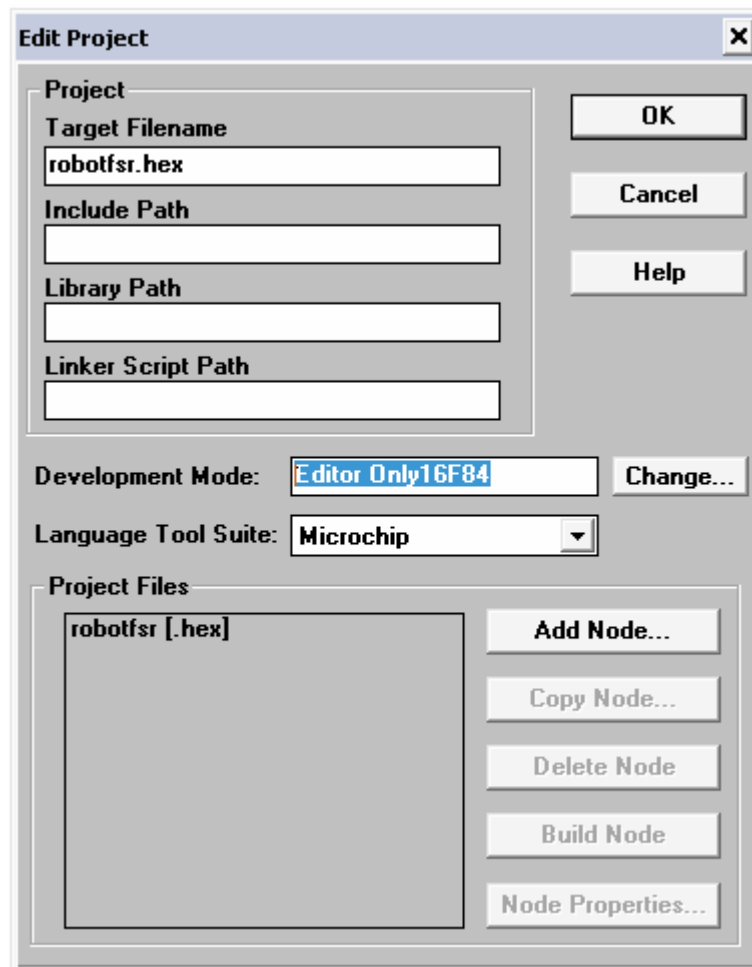 Edit Project
Project
Target Filename
robotfsr.hex
Include Path
Library Path
Linker Script Path
OK
Cancel
Help
Development Mode:
Editor Only16F84
Change...
Language Tool Suite:
Microchip
Project Files
robotfsr [.hex]
Add Node...
Copy Node...
Delete Node
Build Node
Node Properties...